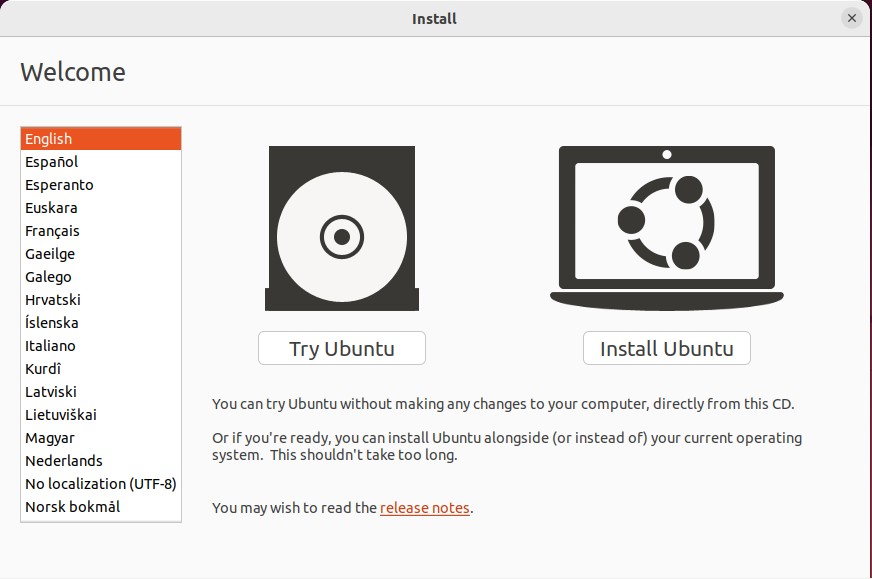 Install
Welcome
English
Español
Esperanto
Euskara
Français
Gaeilge
Galego
Hrvatski
Íslenska
Italiano
Kurdî
Latviski
Lietuviškai
Magyar
Nederlands
No localization (UTF-8)
Norsk bokmål
Try Ubuntu
Install Ubuntu
You can try Ubuntu without making any changes to your computer, directly from this CD.
Or if you're ready, you can install Ubuntu alongside (or instead of) your current operating
system.  This shouldn't take too long.
You may wish to read the release notes.